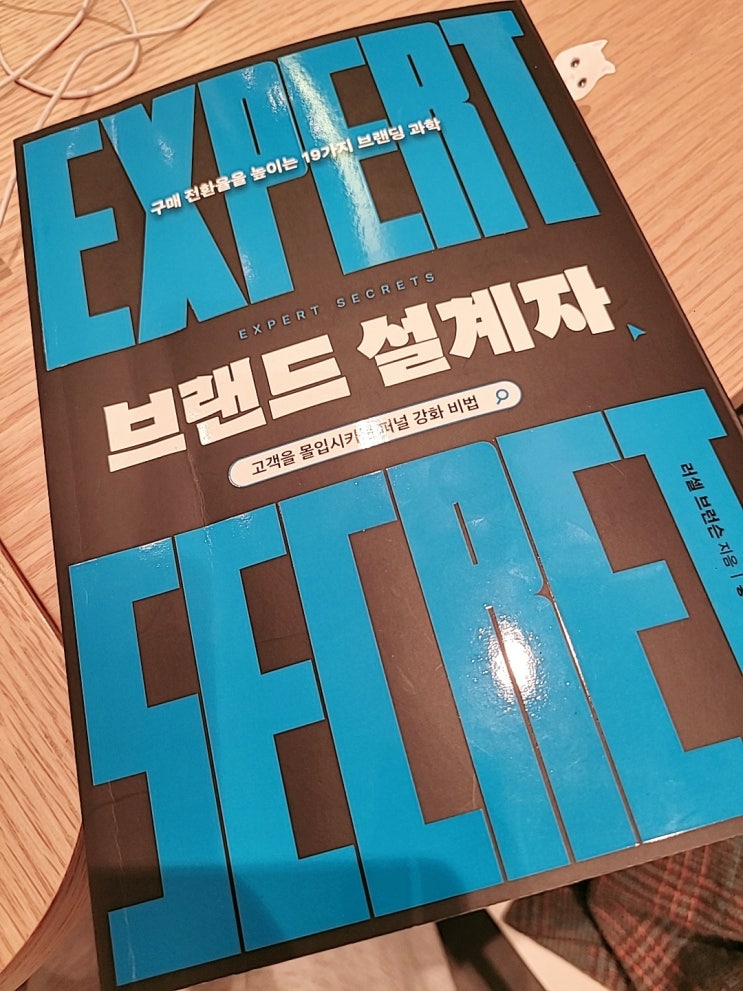 EXPERT
구매 전환율을 높이는 19가지 브랜딩 과학
EXPERT SECRETS
브랜드 설계자
고객을 몰입시키는 퍼널 강화 비법
러셀 브런슨 지음 |
SECRET